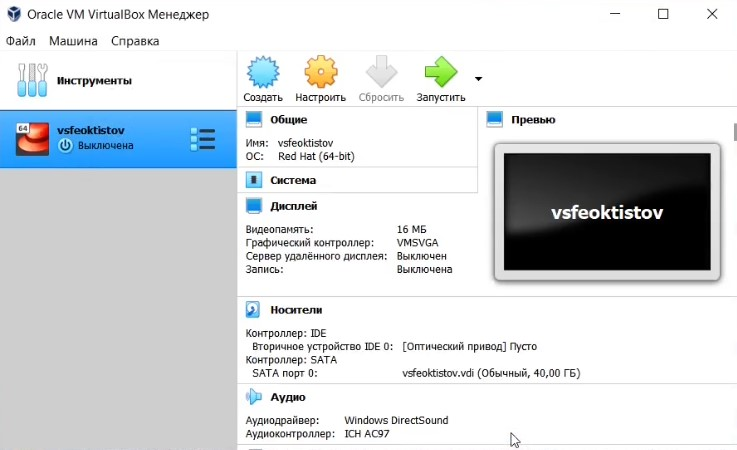 Oracle VM VirtualBox Менеджер
Файл Машина Справка
Инструменты
Создать Настроить Сбросить Запустить
64
vsfeoktistov
Выключена
Общие
Имя: vsfeoktistov
ОС: Red Hat (64-bit)
Превью
vsfeoktistov
Система
Дисплей
Видеопамять: 16 МБ
Графический контроллер: VMSVGA
Сервер удалённого дисплея: Выключен
Запись: Выключена
Носители
Контроллер: IDE
Вторичное устройство IDE 0: [Оптический привод] Пусто
Контроллер: SATA
SATA порт 0: vsfeoktistov.vdi (Обычный, 40,00 ГБ)
Аудио
Аудиодрайвер: Windows DirectSound
Аудиоконтроллер: ICH AC97